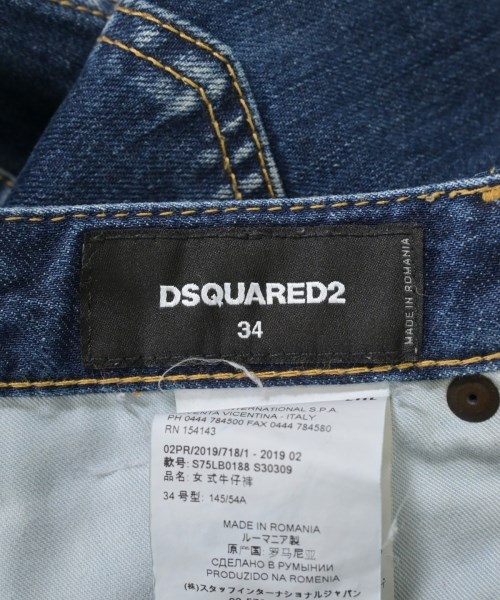 DSQUARED2
34
MADE IN ROMANIA
INTERNATIONAL S.P.A.
VICENTINA - ITALY
PH 0444 784500 FAX 0444 784580
RN 154143
02PR/2019/718/1 - 2019 02
款号: S75LB0188 S30309
品名: 女式牛仔裤
34 号型: 145/54A
MADE IN ROMANIA
ルーマニア製
原产国: 罗马尼亚
СДЕЛАНО В РУМЫНИИ
PRODUZIDO NA ROMENIA
(株)スタッフインターナショナルジャパン